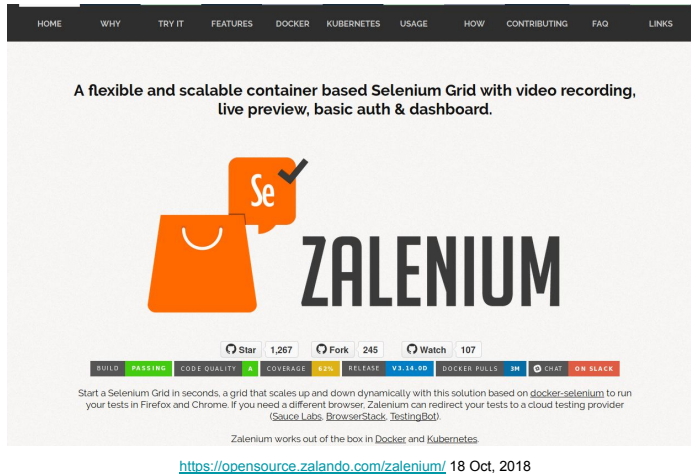 HOME WHY TRY IT FEATURES DOCKER KUBERNETES USAGE HOW CONTRIBUTING FAQ LINKS
A flexible and scalable container based Selenium Grid with video recording,
live preview, basic auth & dashboard.
Se
ZALENIUM
Star 1,267 Fork 245 Watch 107
BUILD PASSING CODE QUALITY A COVERAGE 62% RELEASE V3.14.0D DOCKER PULLS 3M CHAT ON SLACK
Start a Selenium Grid in seconds, a grid that scales up and down dynamically with this solution based on docker-selenium to run
your tests in Firefox and Chrome. If you need a different browser, Zalenium can redirect your tests to a cloud testing provider
(Sauce Labs, BrowserStack, TestingBot).
Zalenium works out of the box in Docker and Kubernetes.
https://opensource.zalando.com/zalenium/ 18 Oct, 2018